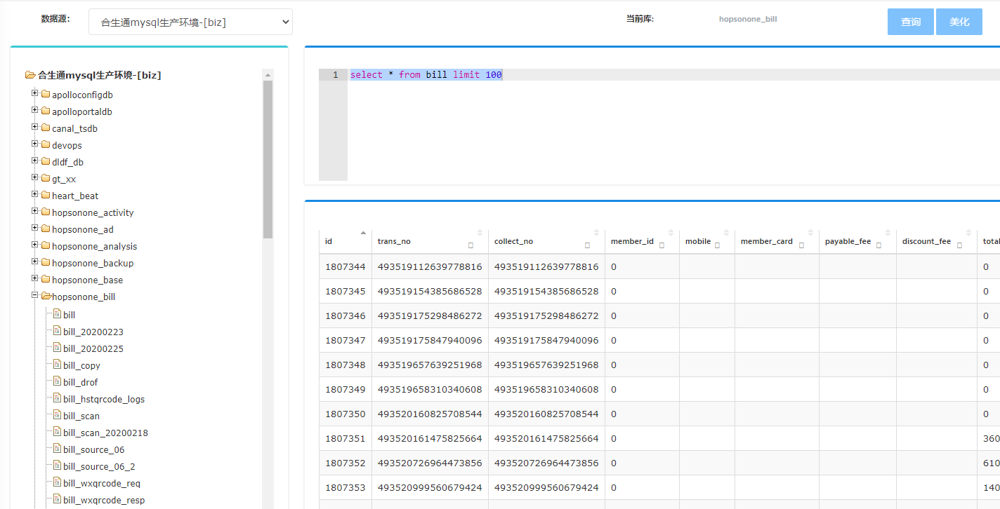 数据源:
合生通mysql生产环境-[biz]
当前库:
hopsonone_bill
查询
美化
合生通mysql生产环境-[biz]
apolloconfigdb
apolloportaldb
canal_tsdb
devops
dldf_db
gt_xx
heart_beat
hopsonone_activity
hopsonone_ad
hopsonone_analysis
hopsonone_backup
hopsonone_base
hopsonone_bill
bill
bill_20200223
bill_20200225
bill_copy
bill_drof
bill_hstqrcode_logs
bill_scan
bill_scan_20200218
bill_source_06
bill_source_06_2
bill_wxqrcode_req
bill_wxqrcode_resp
1 select * from bill limit 100
id trans_no collect_no member_id mobile member_card payable_fee discount_fee total
1807344 493519112639778816 493519112639778816 0 0
1807345 493519154385686528 493519154385686528 0 0
1807346 493519175298486272 493519175298486272 0 0
1807347 493519175847940096 493519175847940096 0 0
1807348 493519657639251968 493519657639251968 0 0
1807349 493519658310340608 493519658310340608 0 0
1807350 493520160825708544 493520160825708544 0 0
1807351 493520161475825664 493520161475825664 0 360
1807352 493520726964473856 493520726964473856 0 610
1807353 493520999560679424 493520999560679424 0 140